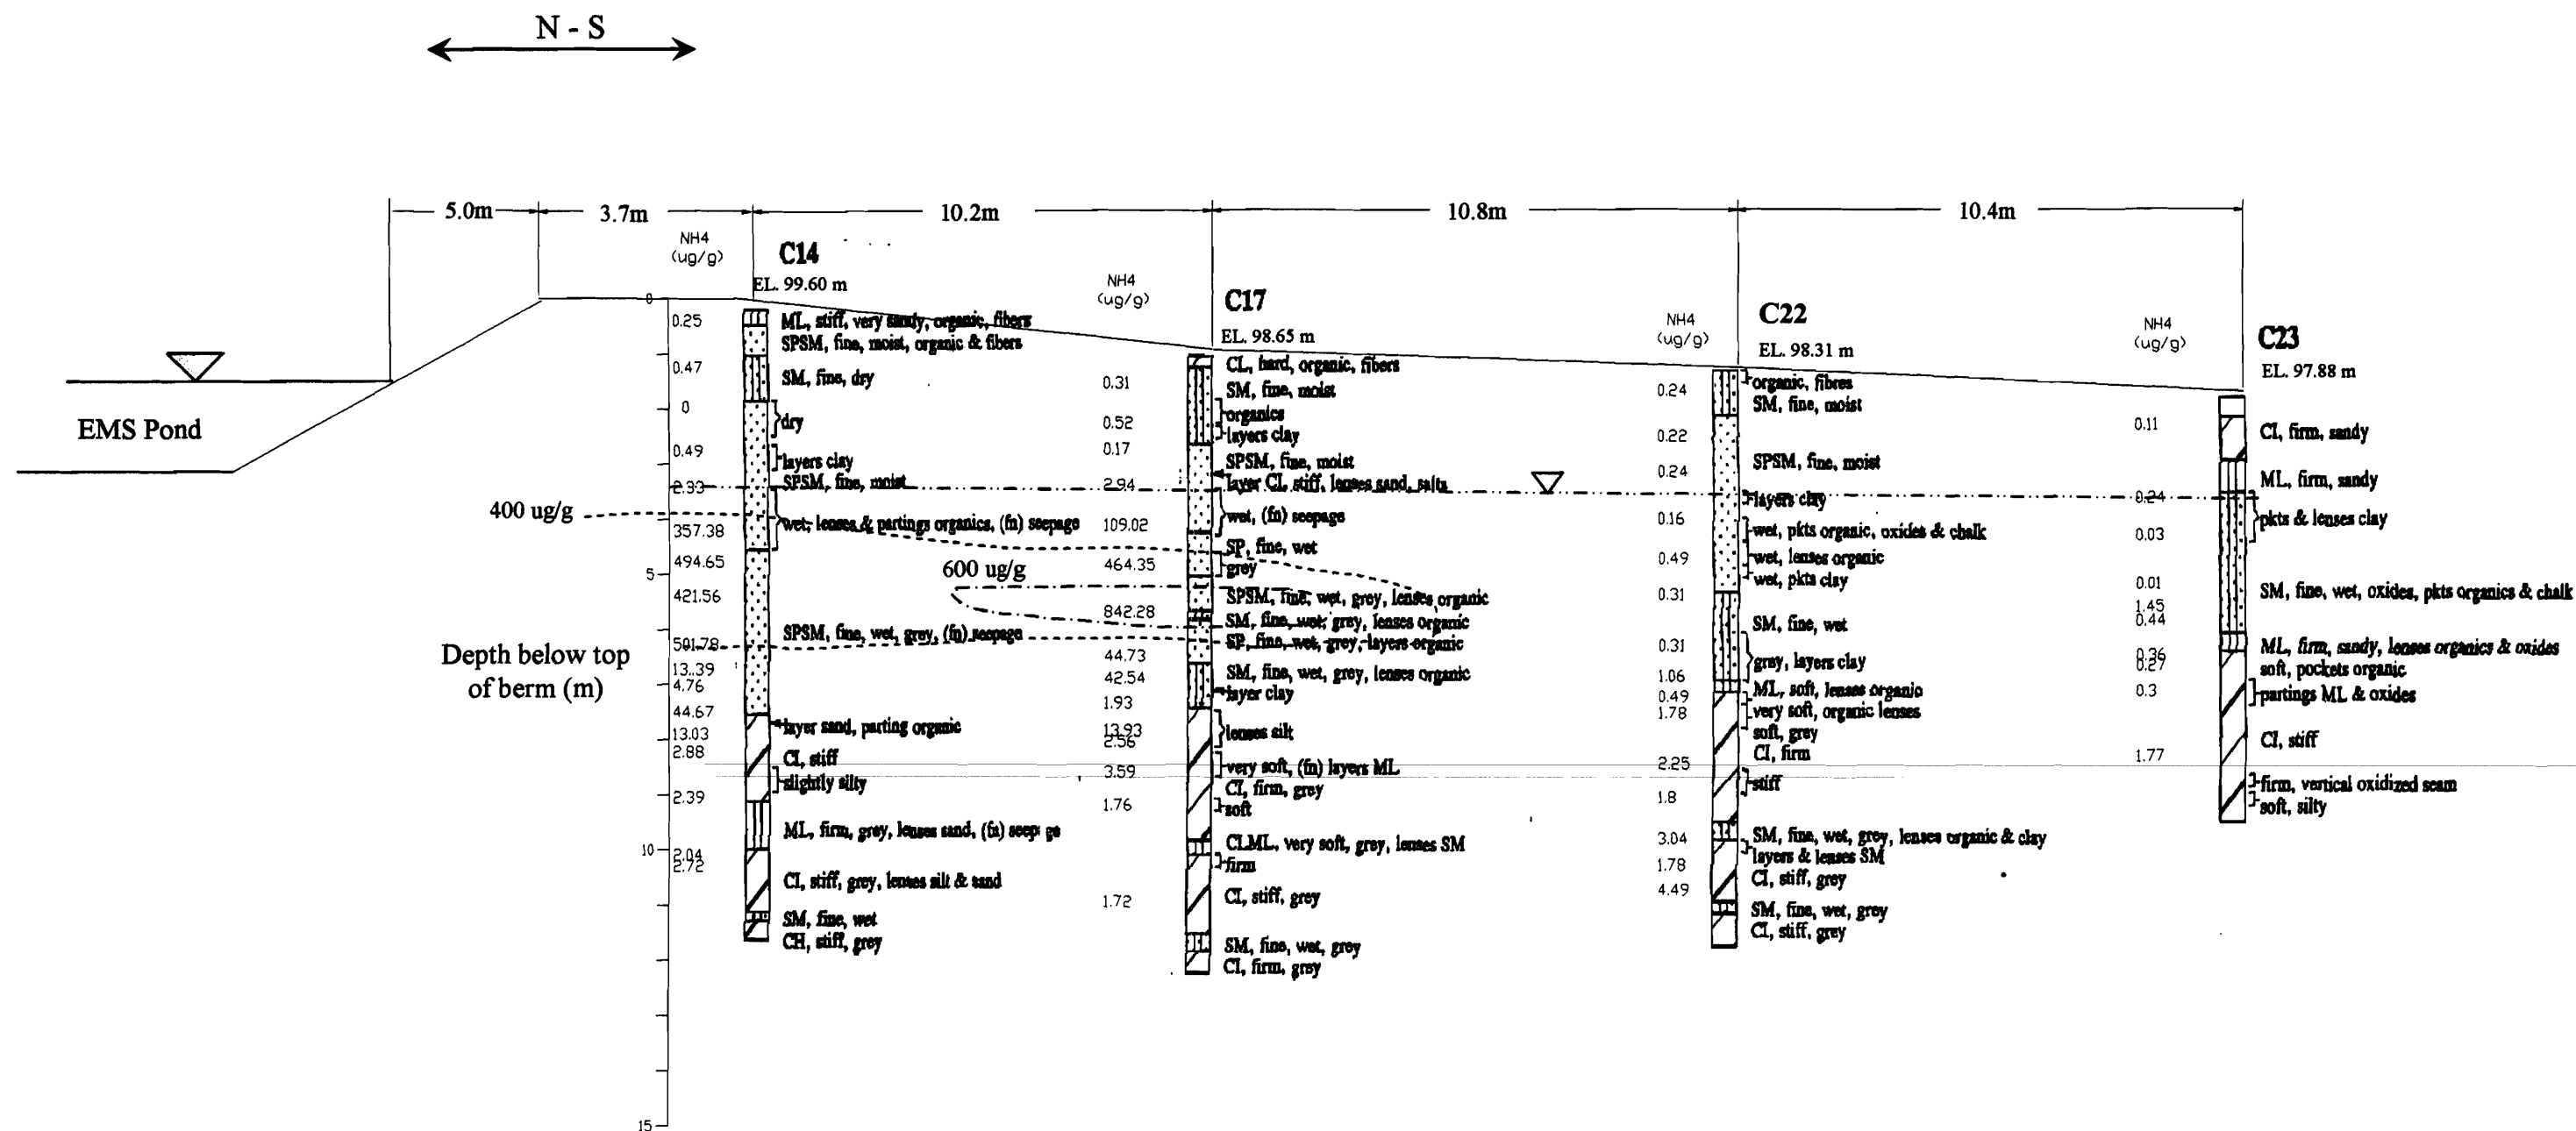 N - S
5.0m
3.7m
10.2m
10.8m
10.4m
NH4
(ug/g)
C14
EL. 99.60 m
NH4
(ug/g)
C17
EL. 98.65 m
NH4
(ug/g)
C22
EL. 98.31 m
NH4
(ug/g)
C23
EL. 97.88 m
EMS Pond
400 ug/g
600 ug/g
Depth below top
of berm (m)
0
5
10
15
0.25
0.47
0
0.49
2.33
357.38
494.65
421.56
501.78
13.39
4.76
44.67
13.03
2.88
2.39
2.04
2.72
ML, stiff, very sandy, organic, fibers
SPSM, fine, moist, organic & fibers
SM, fine, dry
dry
layers clay
SPSM, fine, moist
wet, lenses & partings organics, (fn) seepage
SPSM, fine, wet, grey, (fn) seepage
layer sand, parting organic
CI, stiff
slightly silty
ML, firm, grey, lenses sand, (fn) seep ge
CI, stiff, grey, lenses silt & sand
SM, fine, wet
CH, stiff, grey
0.31
0.52
0.17
2.94
109.02
464.35
842.28
44.73
42.54
1.93
13.93
2.56
3.59
1.76
1.72
CL, hard, organic, fibers
SM, fine, moist
organics
layers clay
SPSM, fine, moist
layer CI, stiff, lenses sand, salts
wet, (fn) seepage
SP, fine, wet
grey
SPSM, fine, wet, grey, lenses organic
SM, fine, wet, grey, lenses organic
SP, fine, wet, grey, layers organic
SM, fine, wet, grey, lenses organic
layer clay
lenses silt
very soft, (fn) layers ML
CI, firm, grey
soft
CLML, very soft, grey, lenses SM
firm
CI, stiff, grey
SM, fine, wet, grey
CI, firm, grey
0.24
0.22
0.24
0.16
0.49
0.31
0.31
1.06
0.49
1.78
2.25
1.8
3.04
1.78
4.49
organic, fibres
SM, fine, moist
SPSM, fine, moist
layers clay
wet, pkts organic, oxides & chalk
wet, lenses organic
wet, pkts clay
SM, fine, wet
grey, layers clay
ML, soft, lenses organic
very soft, organic lenses
soft, grey
CI, firm
stiff
SM, fine, wet, grey, lenses organic & clay
layers & lenses SM
CI, stiff, grey
SM, fine, wet, grey
CI, stiff, grey
0.11
0.24
0.03
0.01
1.45
0.44
0.36
0.27
0.3
1.77
CI, firm, sandy
ML, firm, sandy
pkts & lenses clay
SM, fine, wet, oxides, pkts organics & chalk
ML, firm, sandy, lenses organics & oxides
soft, pockets organic
partings ML & oxides
CI, stiff
firm, vertical oxidized seam
soft, silty